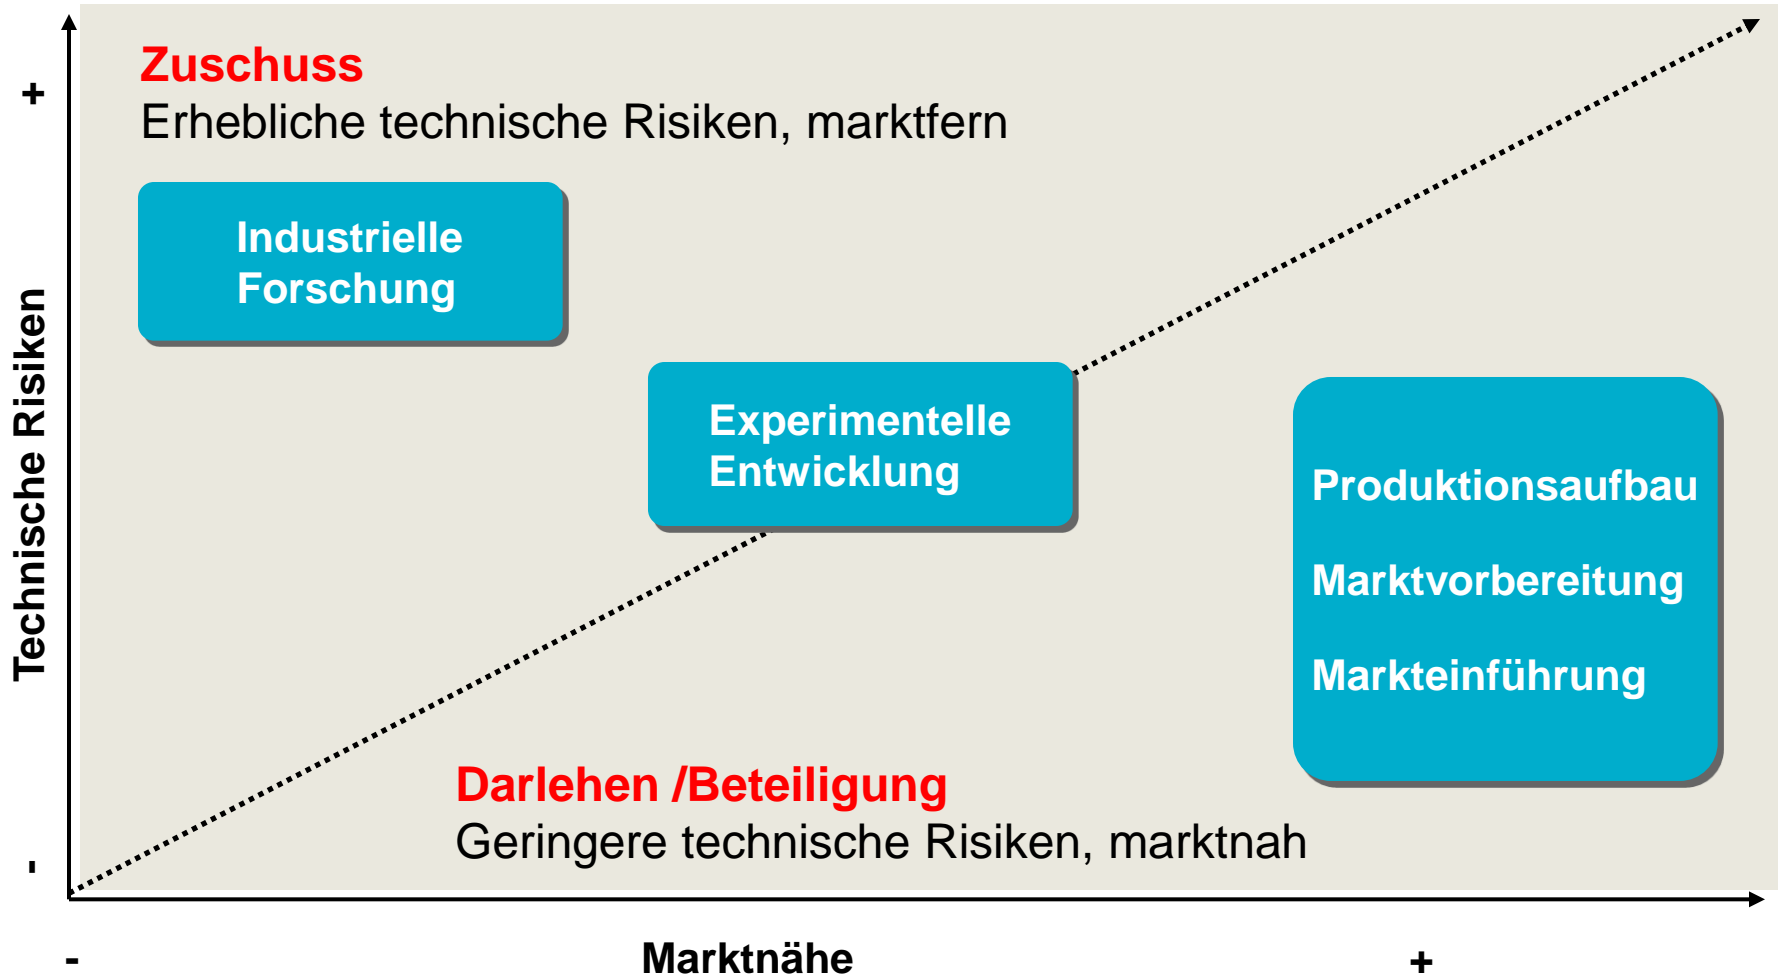 Zuschuss
Erhebliche technische Risiken, marktfern
+
Industrielle
Forschung
Technische Risiken
Experimentelle
Entwicklung
Produktionsaufbau
Marktvorbereitung
Markteinführung
Darlehen /Beteiligung
Geringere technische Risiken, marktnah
-
-
Marktnähe
+